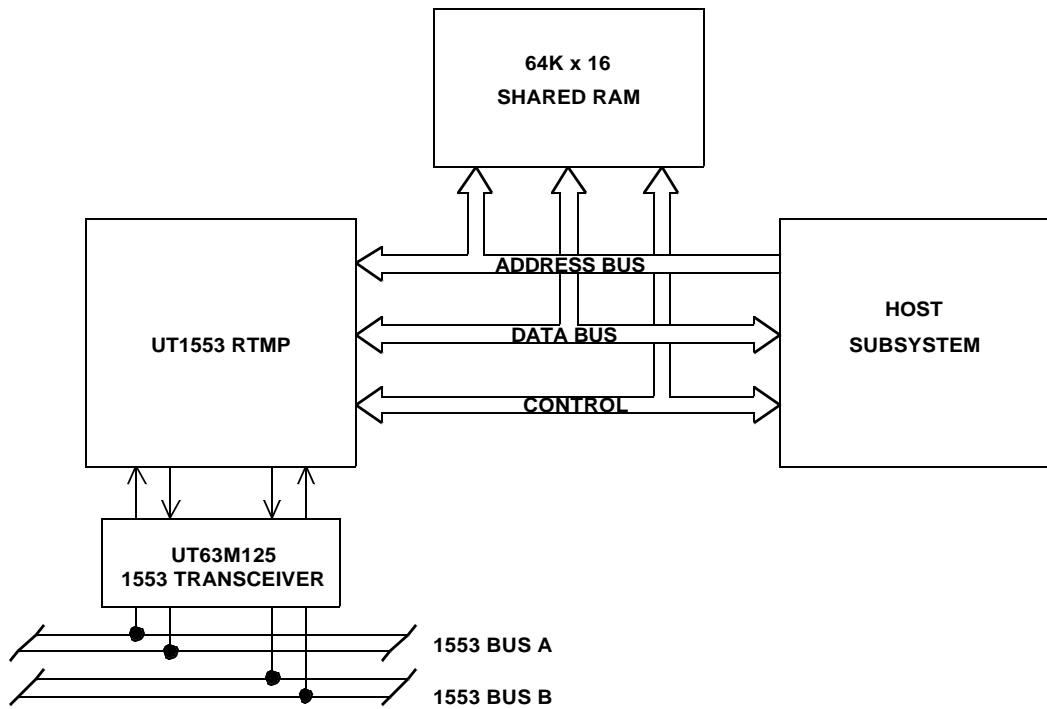 64K x 16
SHARED RAM
ADDRESS BUS
UT1553 RTMP
DATA BUS
HOST
SUBSYSTEM
CONTROL
UT63M125
1553 TRANSCEIVER
1553 BUS A
1553 BUS B